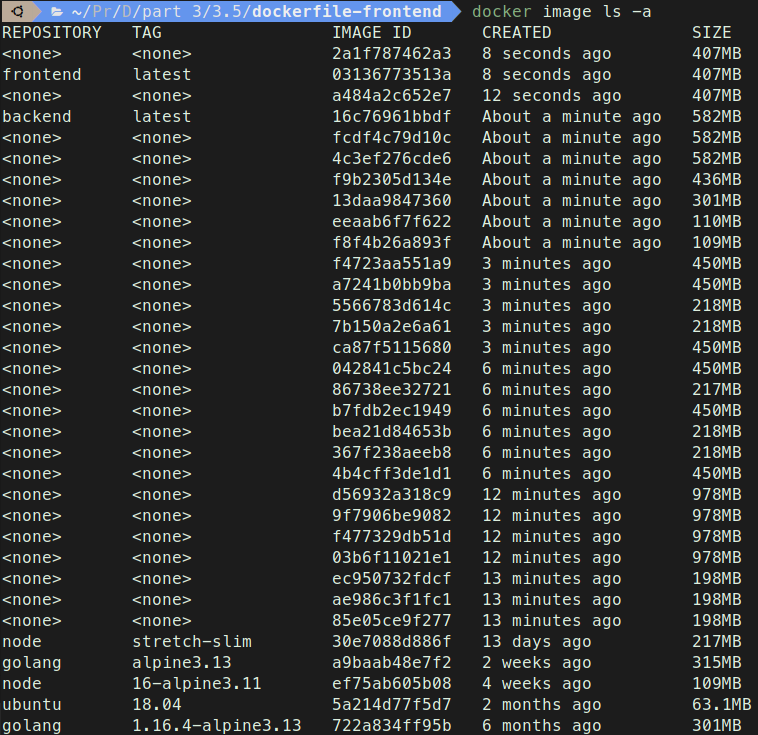 ~/Pr/D/part 3/3.5/dockerfile-frontend docker image ls -a
REPOSITORY TAG IMAGE ID CREATED SIZE
<none> <none> 2a1f787462a3 8 seconds ago 407MB
frontend latest 03136773513a 8 seconds ago 407MB
<none> <none> a484a2c652e7 12 seconds ago 407MB
backend latest 16c76961bbdf About a minute ago 582MB
<none> <none> fcdf4c79d10c About a minute ago 582MB
<none> <none> 4c3ef276cde6 About a minute ago 582MB
<none> <none> f9b2305d134e About a minute ago 436MB
<none> <none> 13daa9847360 About a minute ago 301MB
<none> <none> eeaab6f7f622 About a minute ago 110MB
<none> <none> f8f4b26a893f About a minute ago 109MB
<none> <none> f4723aa551a9 3 minutes ago 450MB
<none> <none> a7241b0bb9ba 3 minutes ago 450MB
<none> <none> 5566783d614c 3 minutes ago 218MB
<none> <none> 7b150a2e6a61 3 minutes ago 218MB
<none> <none> ca87f5115680 3 minutes ago 450MB
<none> <none> 042841c5bc24 6 minutes ago 450MB
<none> <none> 86738ee32721 6 minutes ago 217MB
<none> <none> b7fdb2ec1949 6 minutes ago 450MB
<none> <none> bea21d84653b 6 minutes ago 218MB
<none> <none> 367f238aeeb8 6 minutes ago 218MB
<none> <none> 4b4cff3de1d1 6 minutes ago 450MB
<none> <none> d56932a318c9 12 minutes ago 978MB
<none> <none> 9f7906be9082 12 minutes ago 978MB
<none> <none> f477329db51d 12 minutes ago 978MB
<none> <none> 03b6f11021e1 12 minutes ago 978MB
<none> <none> ec950732fdcf 13 minutes ago 198MB
<none> <none> ae986c3f1fc1 13 minutes ago 198MB
<none> <none> 85e05ce9f277 13 minutes ago 198MB
node stretch-slim 30e7088d886f 13 days ago 217MB
golang alpine3.13 a9baab48e7f2 2 weeks ago 315MB
node 16-alpine3.11 ef75ab605b08 4 weeks ago 109MB
ubuntu 18.04 5a214d77f5d7 2 months ago 63.1MB
golang 1.16.4-alpine3.13 722a834ff95b 6 months ago 301MB